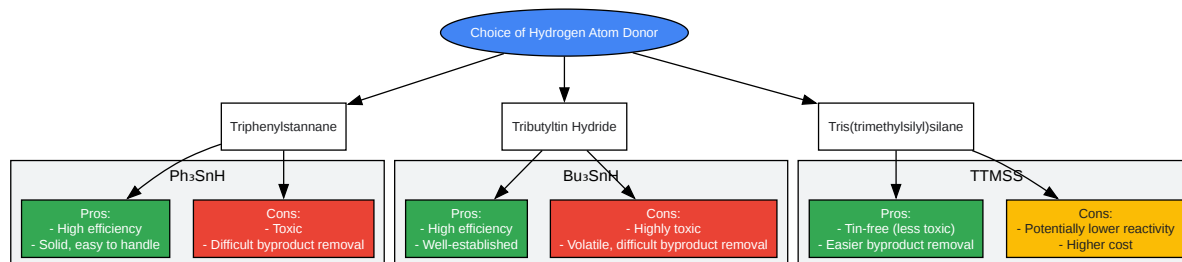 Choice of Hydrogen Atom Donor
Triphenylstannane
Tributyltin Hydride
Tris(trimethylsilyl)silane
Ph₃SnH
Bu₃SnH
TTMSS
Pros:
- High efficiency
- Solid, easy to handle
Cons:
- Toxic
- Difficult byproduct removal
Pros:
- High efficiency
- Well-established
Cons:
- Highly toxic
- Volatile, difficult byproduct removal
Pros:
- Tin-free (less toxic)
- Easier byproduct removal
Cons:
- Potentially lower reactivity
- Higher cost